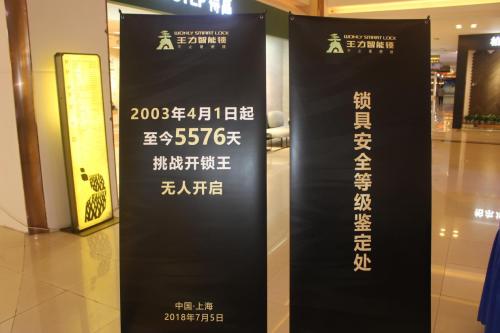 WONLY SMART LOCK
王力智能锁
2003年4月1日起
至今5576天
挑战开锁王
无人开启
中国·上海
2018年7月5日
WONLY SMART LOCK
王力智能锁
锁具安全等级鉴定处